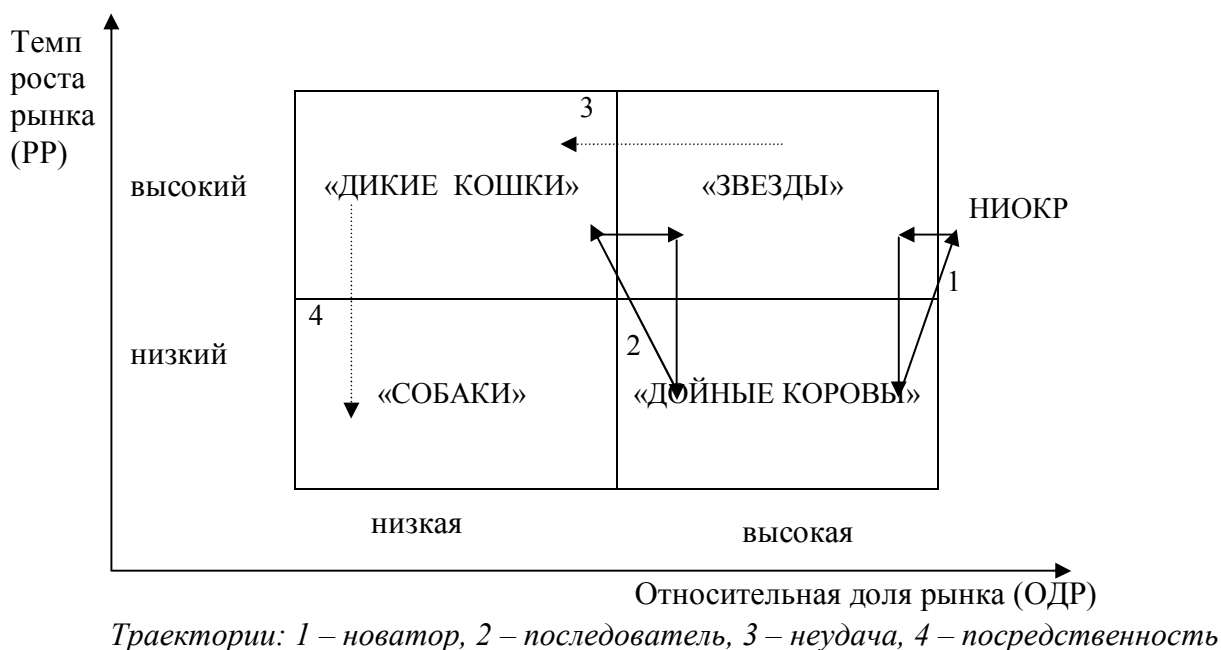 Темп
роста
рынка
(РР)
3
высокий
«ДИКИЕ КОШКИ»
«ЗВЕЗДЫ»
НИОКР
1
4
2
низкий
«СОБАКИ»
«ДОЙНЫЕ КОРОВЫ»
низкая
высокая
Относительная доля рынка (ОДР)
Траектории: 1 – новатор, 2 – последователь, 3 – неудача, 4 – посредственность